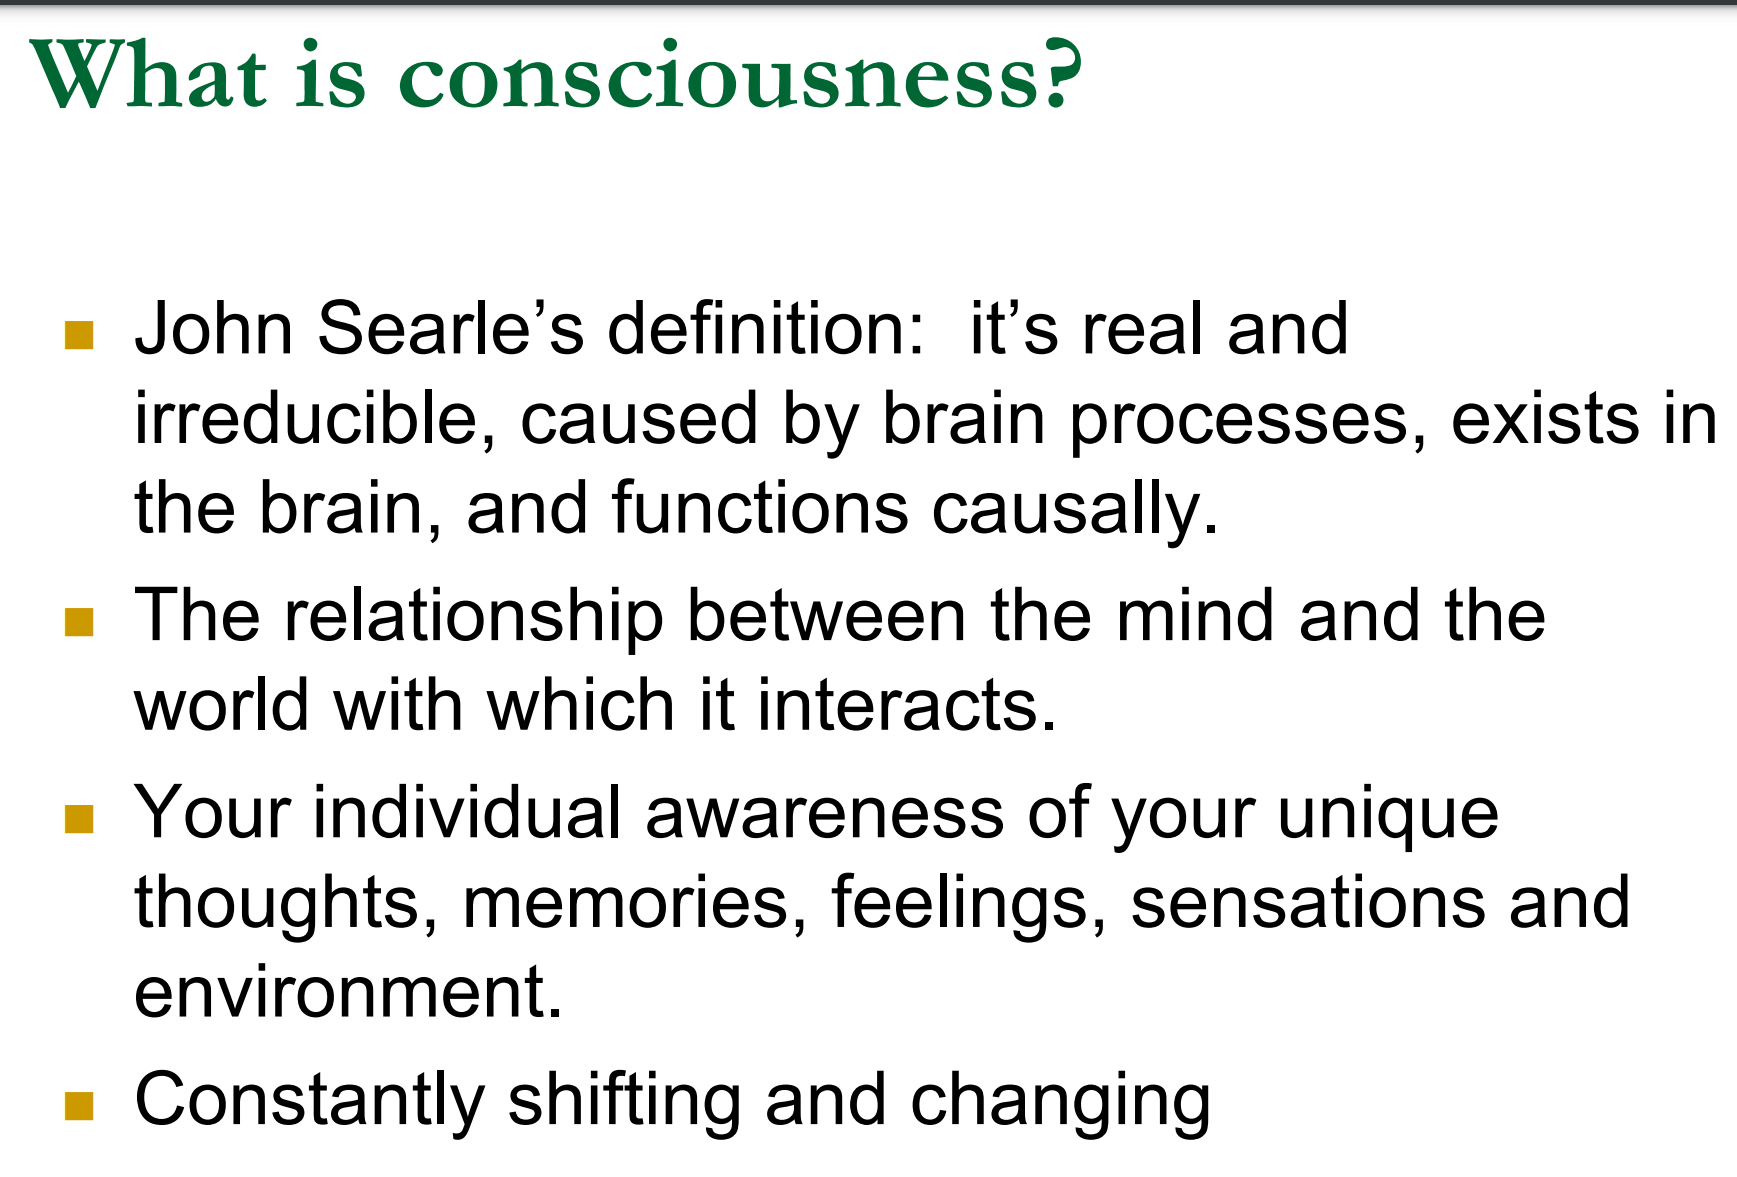 What is consciousness?
John Searle’s definition:  it’s real and
irreducible, caused by brain processes, exists in
the brain, and functions causally.
The relationship between the mind and the
world with which it interacts.
Your individual awareness of your unique
thoughts, memories, feelings, sensations and
environment.
Constantly shifting and changing